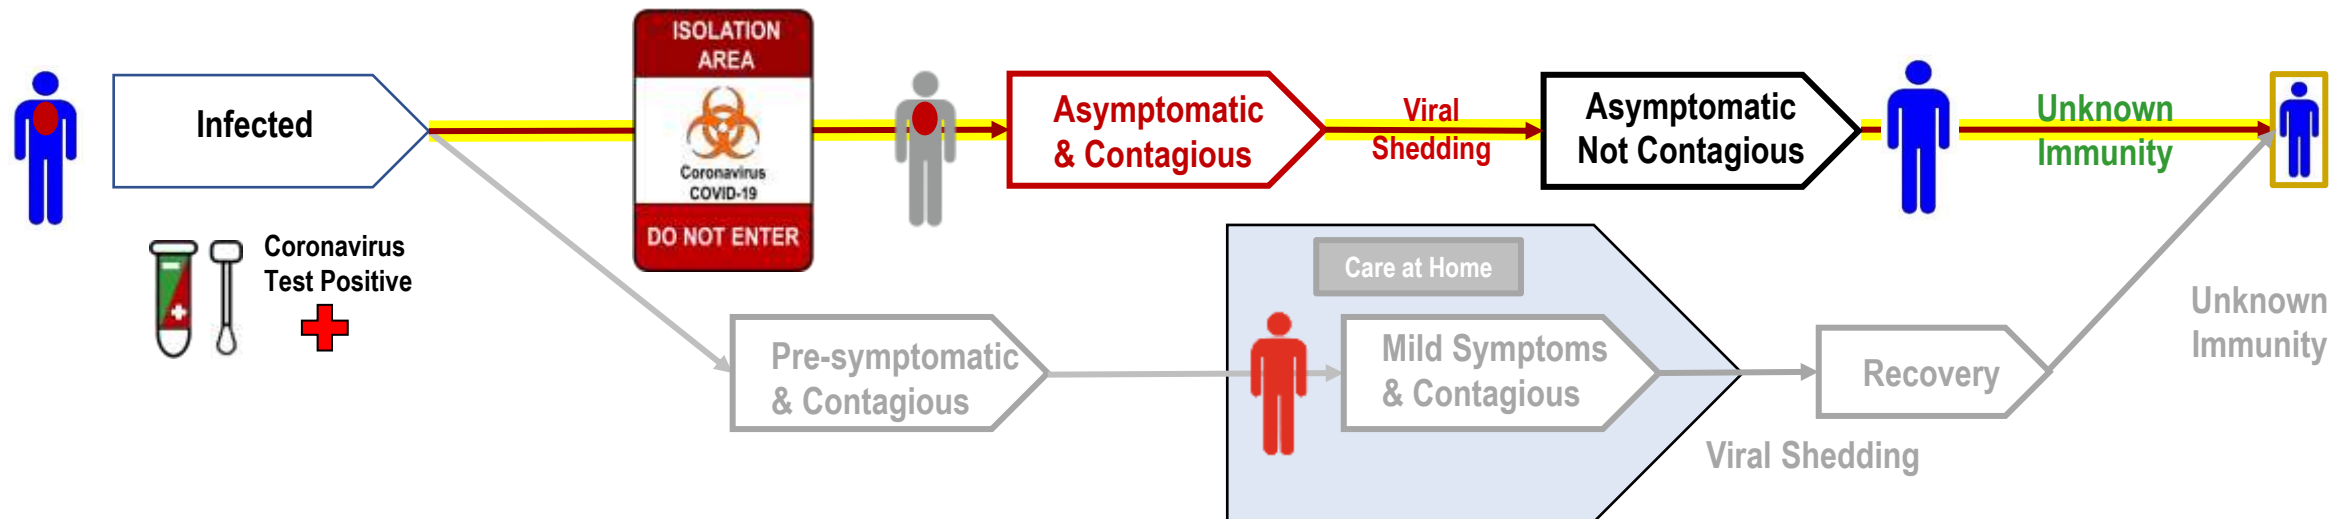 Infected
Coronavirus
Test Positive
ISOLATION
AREA
Coronavirus
COVID-19
DO NOT ENTER
Asymptomatic
& Contagious
Viral
Shedding
Asymptomatic
Not Contagious
Unknown
Immunity
Pre-symptomatic
& Contagious
Care at Home
Mild Symptoms
& Contagious
Viral Shedding
Recovery
Unknown
Immunity